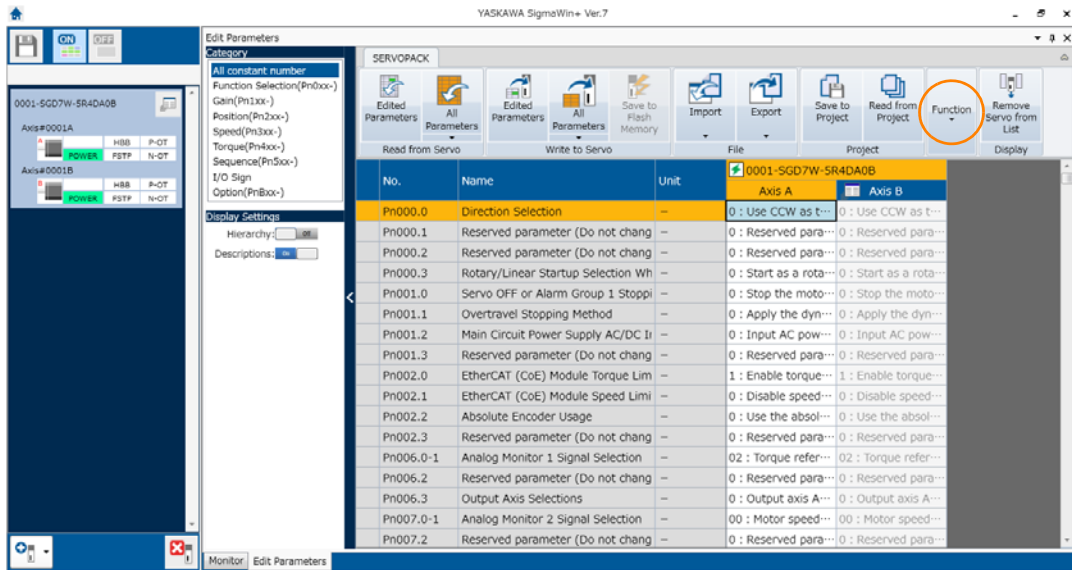 YASKAWA SigmaWin+ Ver.7
ON
OFF
0001-SGD7W-5R4DA0B
Axis#0001A
A
HBB P-OT
POWER FSTP N-OT
Axis#0001B
B
HBB P-OT
POWER FSTP N-OT
Edit Parameters
Category
All constant number
Function Selection(Pn0xx-)
Gain(Pn1xx-)
Position(Pn2xx-)
Speed(Pn3xx-)
Torque(Pn4xx-)
Sequence(Pn5xx-)
I/O Sign
Option(PnBxx-)
Display Settings
Hierarchy: Off
Descriptions: On
SERVOPACK
Edited Parameters
All Parameters
Read from Servo
Edited Parameters
All Parameters
Save to Flash Memory
Write to Servo
Import
Export
File
Save to Project
Read from Project
Project
Function
Remove Servo from List
Display
No. Name Unit 0001-SGD7W-5R4DA0B
Axis A Axis B
Pn000.0 Direction Selection – 0 : Use CCW as t··· 0 : Use CCW as t···
Pn000.1 Reserved parameter (Do not chang – 0 : Reserved para··· 0 : Reserved para···
Pn000.2 Reserved parameter (Do not chang – 0 : Reserved para··· 0 : Reserved para···
Pn000.3 Rotary/Linear Startup Selection Wh – 0 : Start as a rota··· 0 : Start as a rota···
Pn001.0 Servo OFF or Alarm Group 1 Stoppi – 0 : Stop the moto··· 0 : Stop the moto···
Pn001.1 Overtravel Stopping Method – 0 : Apply the dyn··· 0 : Apply the dyn···
Pn001.2 Main Circuit Power Supply AC/DC I – 0 : Input AC pow··· 0 : Input AC pow···
Pn001.3 Reserved parameter (Do not chang – 0 : Reserved para··· 0 : Reserved para···
Pn002.0 EtherCAT (CoE) Module Torque Lim – 1 : Enable torque··· 1 : Enable torque···
Pn002.1 EtherCAT (CoE) Module Speed Limi – 0 : Disable speed··· 0 : Disable speed···
Pn002.2 Absolute Encoder Usage – 0 : Use the absol··· 0 : Use the absol···
Pn002.3 Reserved parameter (Do not chang – 0 : Reserved para··· 0 : Reserved para···
Pn006.0-1 Analog Monitor 1 Signal Selection – 02 : Torque refer··· 02 : Torque refer···
Pn006.2 Reserved parameter (Do not chang – 0 : Reserved para··· 0 : Reserved para···
Pn006.3 Output Axis Selections – 0 : Output axis A··· 0 : Output axis A···
Pn007.0-1 Analog Monitor 2 Signal Selection – 00 : Motor speed··· 00 : Motor speed···
Pn007.2 Reserved parameter (Do not chang – 0 : Reserved para··· 0 : Reserved para···
Monitor Edit Parameters